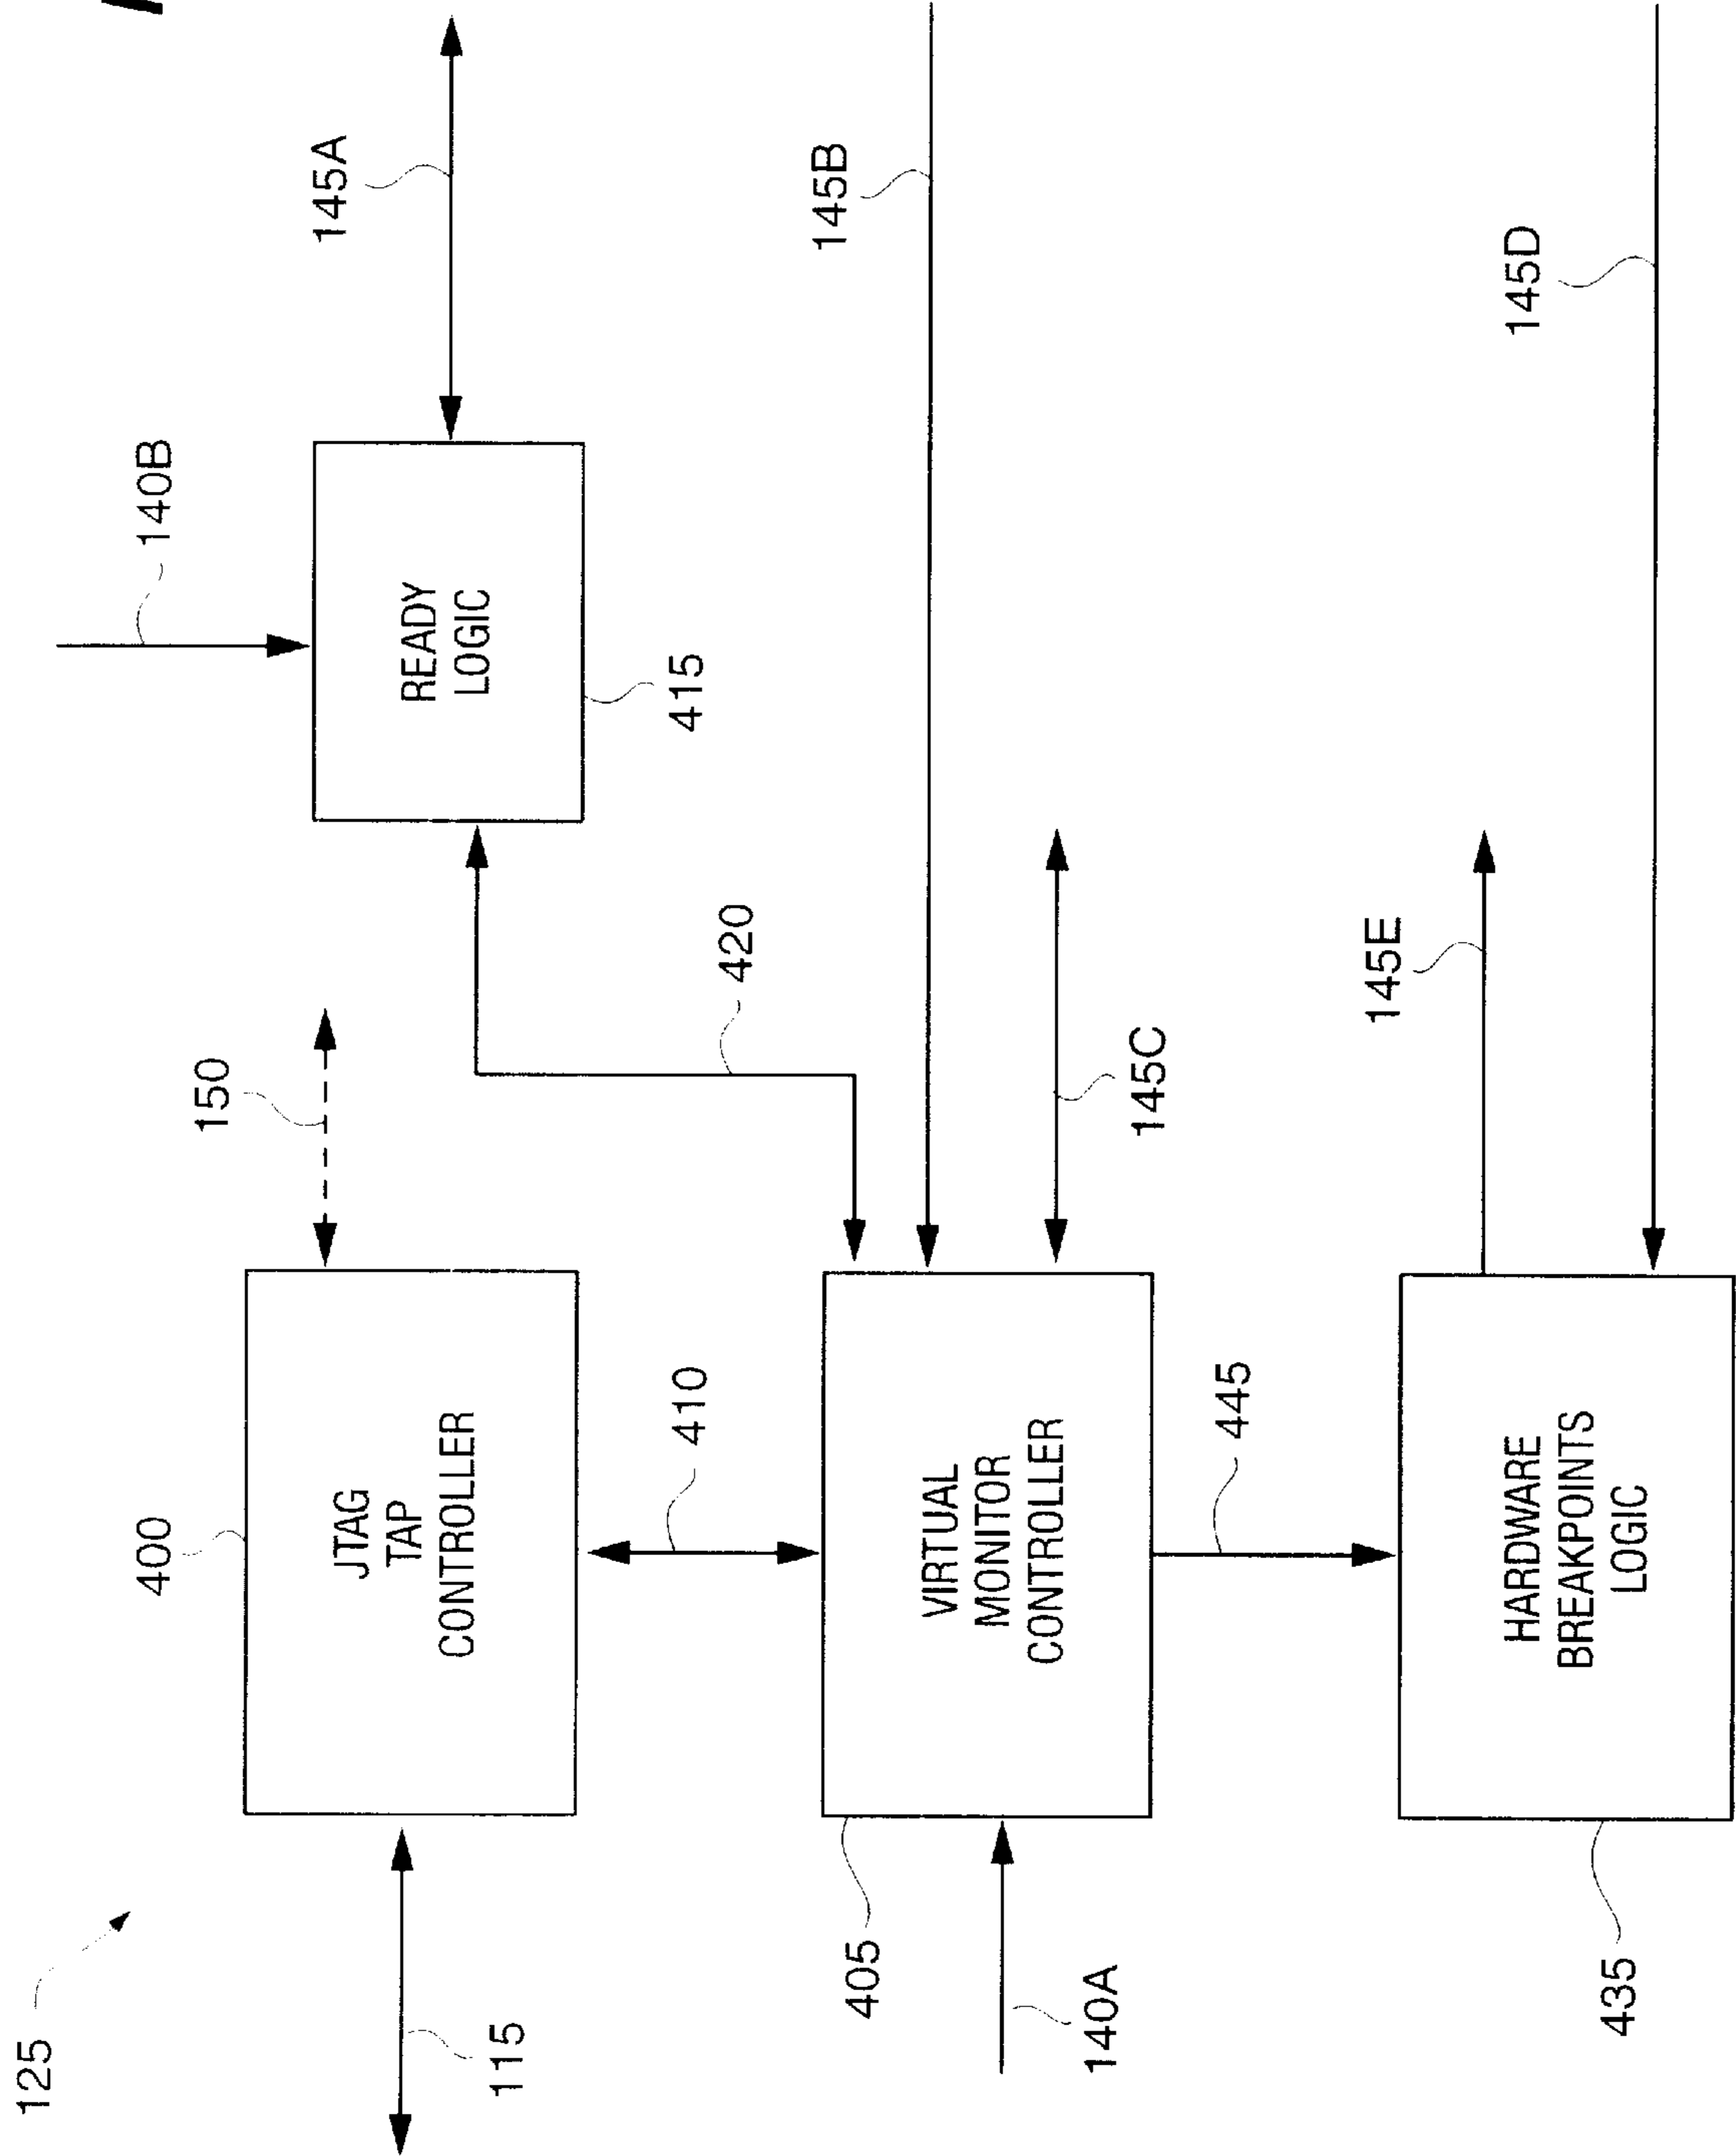 125
115
400
JTAG
TAP
CONTROLLER
150
410
420
140B
READY
LOGIC
415
145A
405
140A
VIRTUAL
MONITOR
CONTROLLER
145B
145C
445
435
HARDWARE
BREAKPOINTS
LOGIC
145E
145D